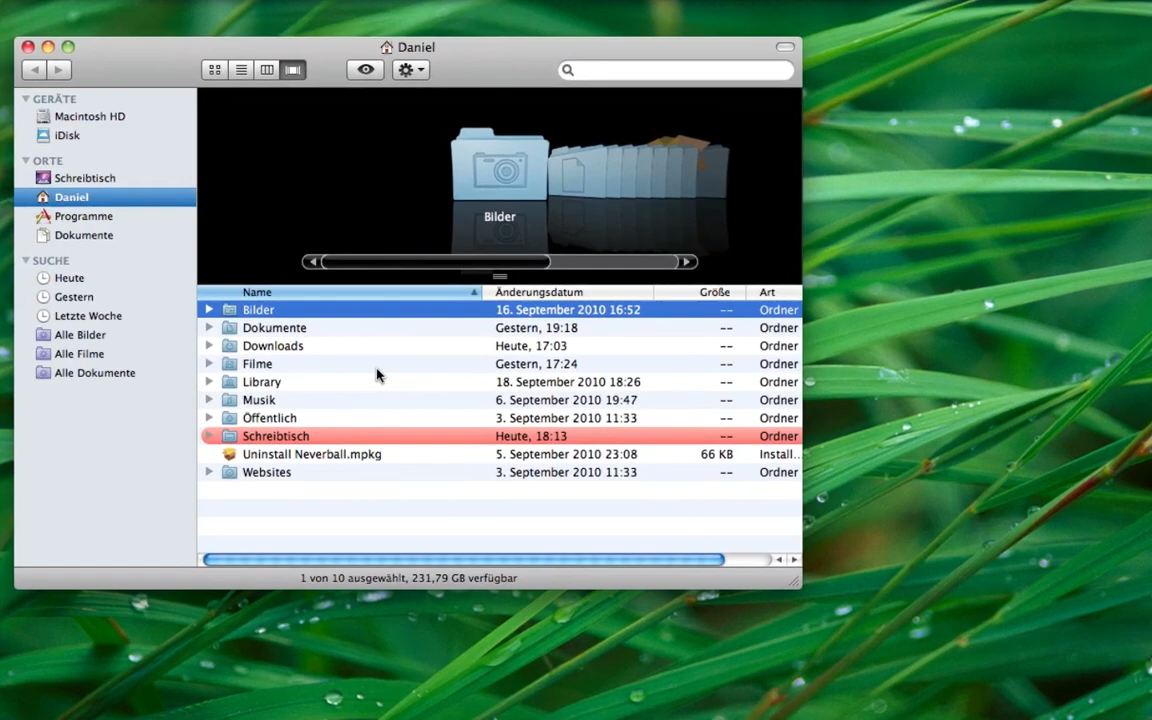 Daniel
GERÄTE
Macintosh HD
iDisk
ORTE
Schreibtisch
Daniel
Programme
Dokumente
SUCHE
Heute
Gestern
Letzte Woche
Alle Bilder
Alle Filme
Alle Dokumente
Bilder
Name Änderungsdatum Größe Art
Bilder 16. September 2010 16:52 -- Ordner
Dokumente Gestern, 19:18 -- Ordner
Downloads Heute, 17:03 -- Ordner
Filme Gestern, 17:24 -- Ordner
Library 18. September 2010 18:26 -- Ordner
Musik 6. September 2010 19:47 -- Ordner
Öffentlich 3. September 2010 11:33 -- Ordner
Schreibtisch Heute, 18:13 -- Ordner
Uninstall Neverball.mpkg 5. September 2010 23:08 66 KB Install..
Websites 3. September 2010 11:33 -- Ordner
1 von 10 ausgewählt, 231,79 GB verfügbar